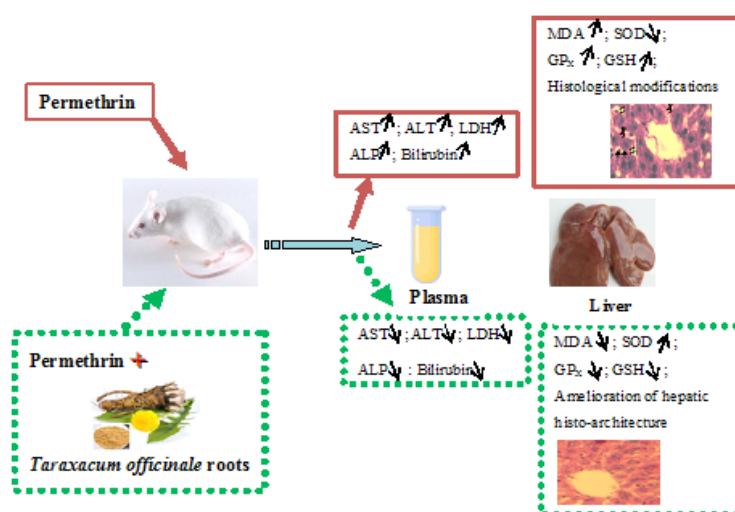 Permethrin
AST↗; ALT↗; LDH↗
ALP↗; Bilirubin↗
MDA↗; SOD↘;
GPx↗; GSH↗;
Histological modifications
Plasma
Liver
Permethrin +
Taraxacum officinale roots
AST↘; ALT↘; LDH↘
ALP↘ : Bilirubin↘
MDA↘; SOD↗;
GPx↘; GSH↘;
Amelioration of hepatic
histo-architecture